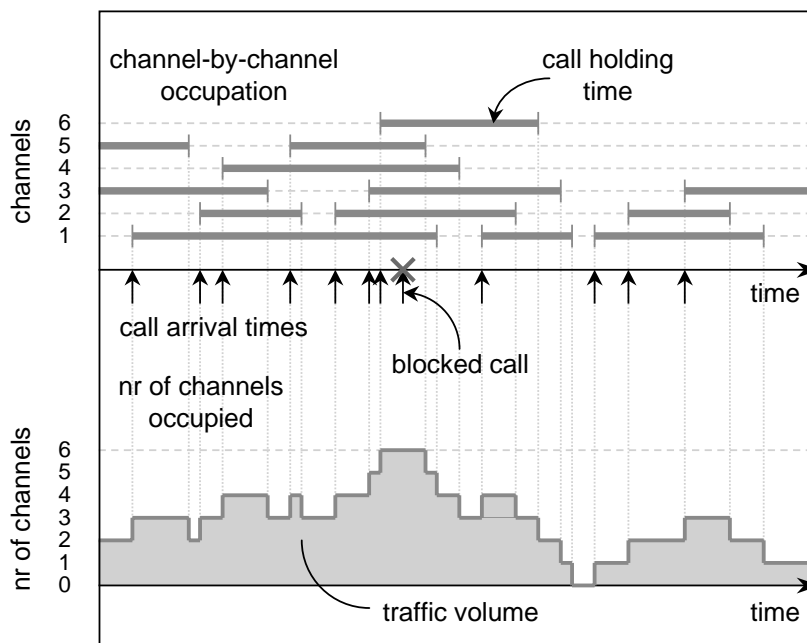 channel-by-channel
occupation
call holding
time
channels
6
5
4
3
2
1
time
call arrival times
blocked call
nr of channels
occupied
nr of channels
6
5
4
3
2
1
0
time
traffic volume